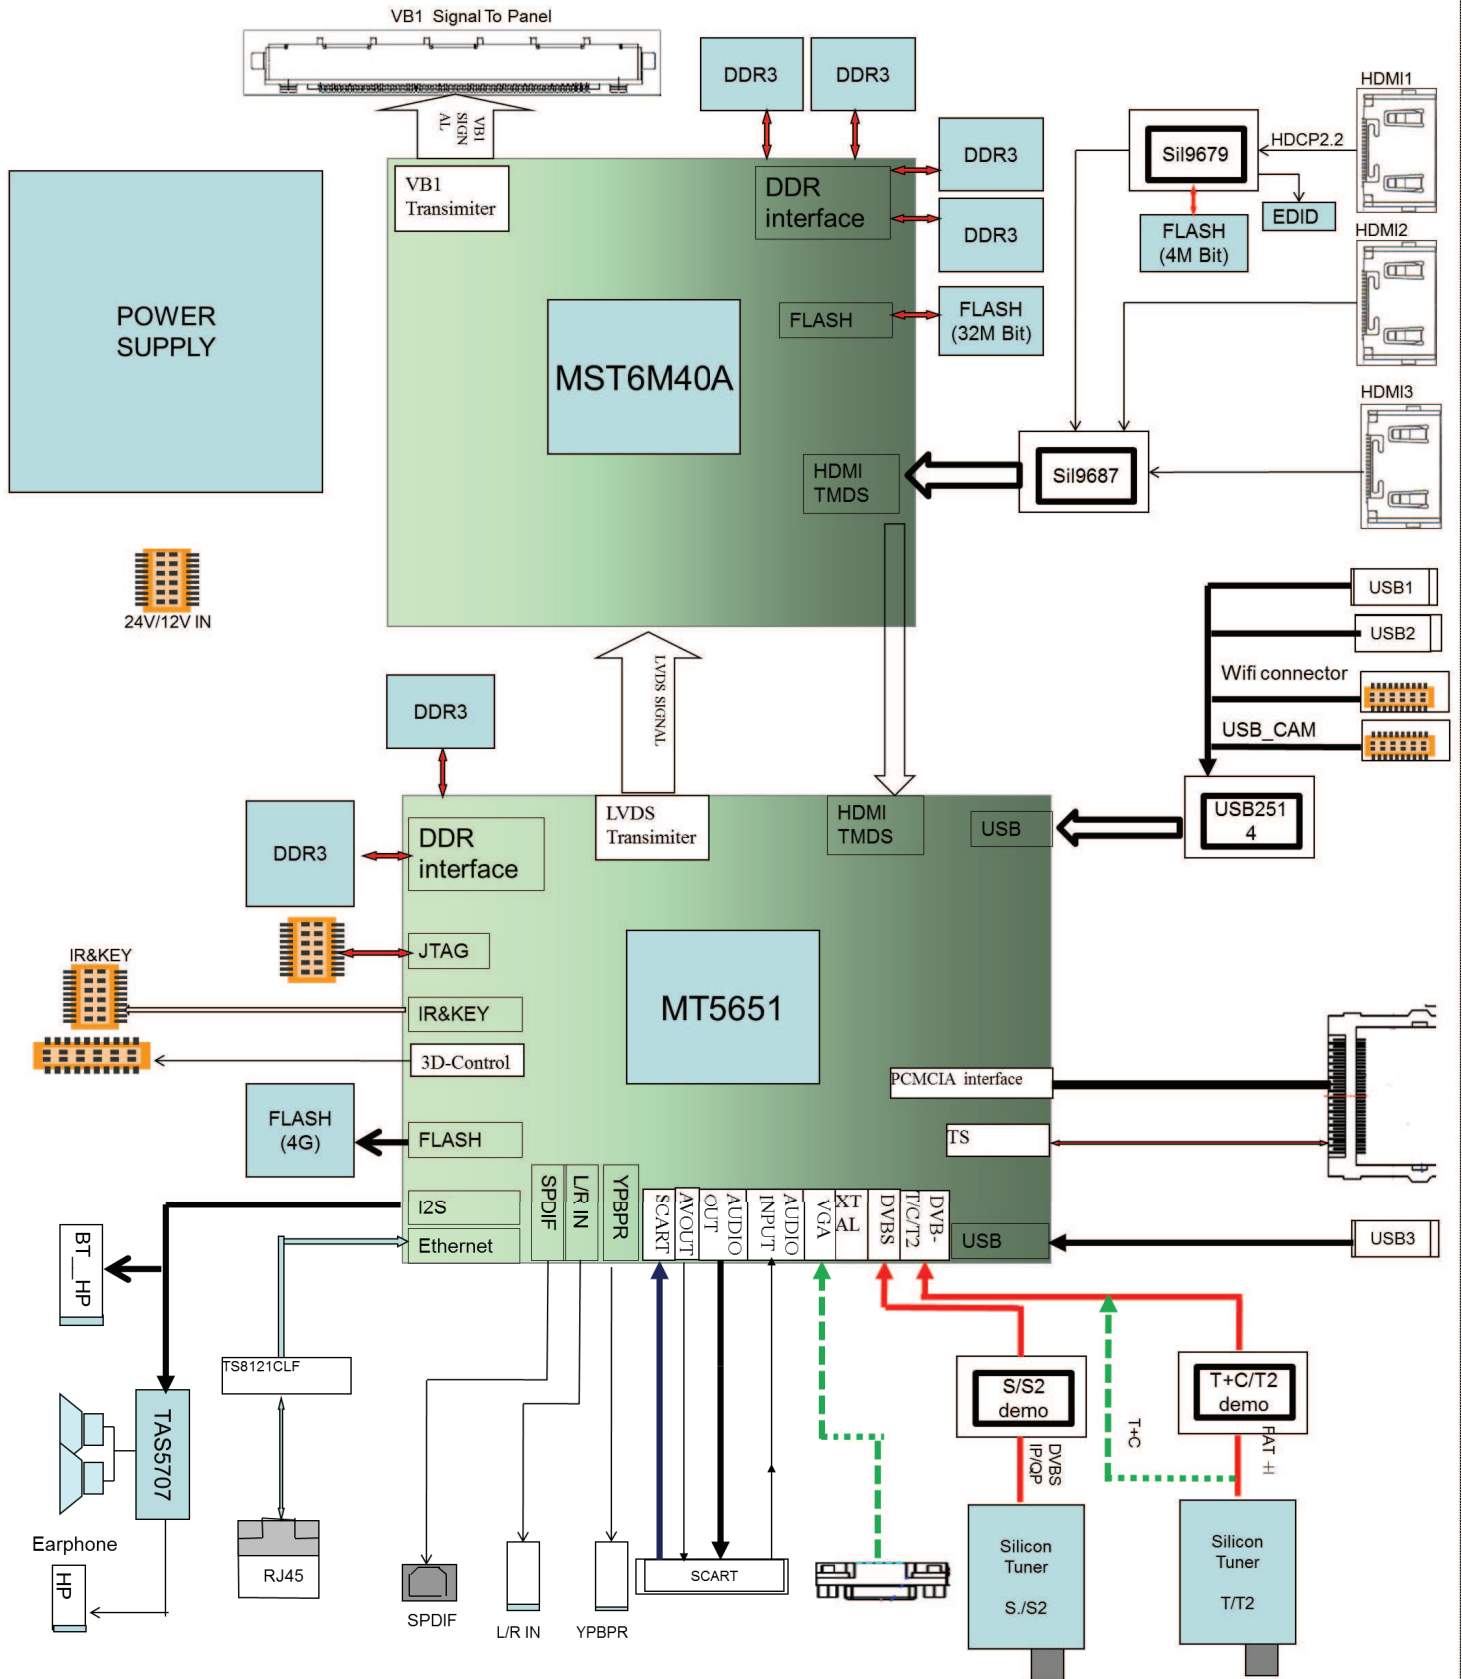 VB1 Signal To Panel
VB1
SIGN
AL
DDR3
DDR3
DDR3
DDR3
VB1
Transimiter
DDR
interface
FLASH
FLASH
(32M Bit)
MST6M40A
HDMI
TMDS
POWER
SUPPLY
24V/12V IN
HDMI1
HDCP2.2
Sil9679
EDID
FLASH
(4M Bit)
HDMI2
HDMI3
Sil9687
USB1
USB2
Wifi connector
USB_CAM
USB251
4
LVDS SIGNAL
DDR3
DDR3
DDR
interface
LVDS
Transimiter
HDMI
TMDS
USB
JTAG
IR&KEY
IR&KEY
3D-Control
MT5651
PCMCIA interface
TS
FLASH
(4G)
FLASH
I2S
Ethernet
SPDIF
L/R IN
YPBPR
SCART
AVOUT
AUDIO
OUT
AUDIO
INPUT
VGA
XT
AL
DVBS
DVB-
T/C/T2
USB
USB3
BT_HP
TS8121CLF
TAS5707
Earphone
HP
RJ45
SPDIF
L/R IN
YPBPR
SCART
S/S2
demo
DVBS
IP/QP
T+C
T+C/T2
demo
Silicon
Tuner
S./S2
Silicon
Tuner
T/T2